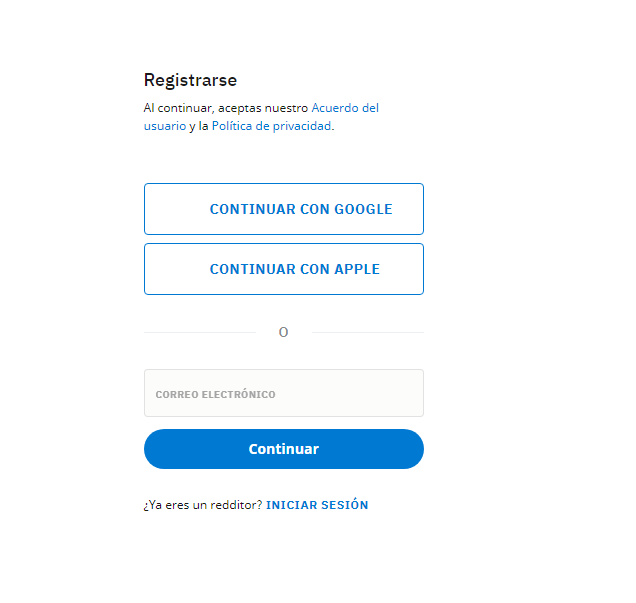 Registrarse
Al continuar, aceptas nuestro Acuerdo del
usuario y la Política de privacidad.
CONTINUAR CON GOOGLE
CONTINUAR CON APPLE
O
CORREO ELECTRÓNICO
Continuar
¿Ya eres un redditor? INICIAR SESIÓN